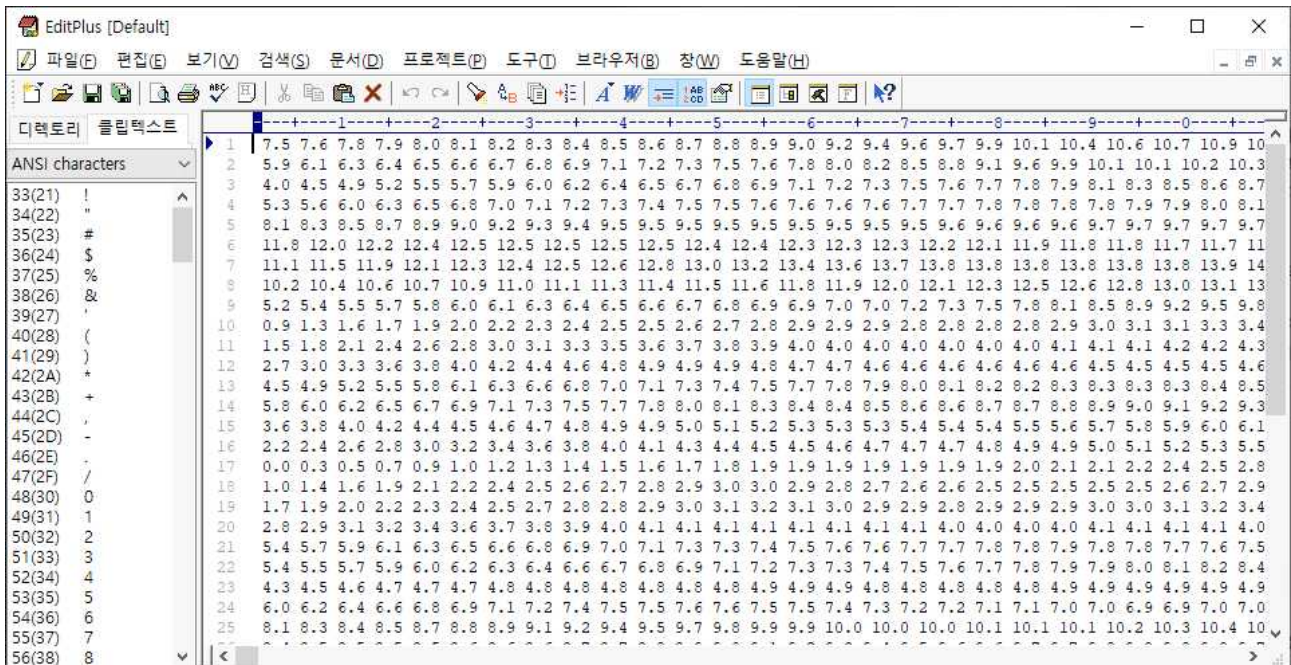 EditPlus [Default]
파일(F) 편집(E) 보기(V) 검색(S) 문서(D) 프로젝트(P) 도구(T) 브라우저(B) 창(W) 도움말(H)
디렉토리 클립텍스트
ANSI characters
33(21) !
34(22) "
35(23) #
36(24) $
37(25) %
38(26) &
39(27) '
40(28) (
41(29) )
42(2A) *
43(2B) +
44(2C) ,
45(2D) -
46(2E) .
47(2F) /
48(30) 0
49(31) 1
50(32) 2
51(33) 3
52(34) 4
53(35) 5
54(36) 6
55(37) 7
56(38) 8
----+----1----+----2----+----3----+----4----+----5----+----6----+----7----+----8----+----9----+----0----+---
1 7.5 7.6 7.8 7.9 8.0 8.1 8.2 8.3 8.4 8.5 8.6 8.7 8.8 8.9 9.0 9.2 9.4 9.6 9.7 9.9 10.1 10.4 10.6 10.7 10.9 10
2 5.9 6.1 6.3 6.4 6.5 6.6 6.6 6.7 6.8 6.9 7.1 7.2 7.3 7.5 7.6 7.8 8.0 8.2 8.5 8.8 9.1 9.6 9.9 10.1 10.1 10.2 10.3
3 4.0 4.5 4.9 5.2 5.5 5.7 5.9 6.0 6.2 6.4 6.5 6.7 6.8 6.9 7.1 7.2 7.3 7.5 7.6 7.7 7.8 7.9 8.1 8.3 8.5 8.6 8.7
4 5.3 5.6 6.0 6.3 6.5 6.8 7.0 7.1 7.2 7.3 7.4 7.5 7.5 7.6 7.6 7.6 7.6 7.7 7.7 7.8 7.8 7.8 7.8 7.9 7.9 8.0 8.1
5 8.1 8.3 8.5 8.7 8.9 9.0 9.2 9.3 9.4 9.5 9.5 9.5 9.5 9.5 9.5 9.5 9.5 9.5 9.6 9.6 9.6 9.6 9.7 9.7 9.7 9.7 9.7
6 11.8 12.0 12.2 12.4 12.5 12.5 12.5 12.5 12.5 12.4 12.4 12.3 12.3 12.3 12.2 12.1 11.9 11.8 11.8 11.7 11.7 11
7 11.1 11.5 11.9 12.1 12.3 12.4 12.5 12.6 12.8 13.0 13.2 13.4 13.6 13.7 13.8 13.8 13.8 13.8 13.8 13.8 13.9 14
8 10.2 10.4 10.6 10.7 10.9 11.0 11.1 11.3 11.4 11.5 11.6 11.8 11.9 12.0 12.1 12.3 12.5 12.6 12.8 13.0 13.1 13
9 5.2 5.4 5.5 5.7 5.8 6.0 6.1 6.3 6.4 6.5 6.6 6.7 6.8 6.9 6.9 7.0 7.0 7.2 7.3 7.5 7.8 8.1 8.5 8.9 9.2 9.5 9.8
10 0.9 1.3 1.6 1.7 1.9 2.0 2.2 2.3 2.4 2.5 2.5 2.6 2.7 2.8 2.9 2.9 2.9 2.8 2.8 2.8 2.8 2.9 3.0 3.1 3.1 3.3 3.4
11 1.5 1.8 2.1 2.4 2.6 2.8 3.0 3.1 3.3 3.5 3.6 3.7 3.8 3.9 4.0 4.0 4.0 4.0 4.0 4.0 4.0 4.1 4.1 4.1 4.2 4.2 4.3
12 2.7 3.0 3.3 3.6 3.8 4.0 4.2 4.4 4.6 4.8 4.9 4.9 4.9 4.8 4.7 4.7 4.6 4.6 4.6 4.6 4.6 4.6 4.5 4.5 4.5 4.5 4.6
13 4.5 4.9 5.2 5.5 5.8 6.1 6.3 6.6 6.8 7.0 7.1 7.3 7.4 7.5 7.7 7.8 7.9 8.0 8.1 8.2 8.2 8.3 8.3 8.3 8.3 8.4 8.5
14 5.8 6.0 6.2 6.5 6.7 6.9 7.1 7.3 7.5 7.7 7.8 8.0 8.1 8.3 8.4 8.4 8.5 8.6 8.6 8.7 8.7 8.8 8.9 9.0 9.1 9.2 9.3
15 3.6 3.8 4.0 4.2 4.4 4.5 4.6 4.7 4.8 4.9 4.9 5.0 5.1 5.2 5.3 5.3 5.3 5.4 5.4 5.4 5.5 5.6 5.7 5.8 5.9 6.0 6.1
16 2.2 2.4 2.6 2.8 3.0 3.2 3.4 3.6 3.8 4.0 4.1 4.3 4.4 4.5 4.5 4.6 4.7 4.7 4.7 4.8 4.9 4.9 5.0 5.1 5.2 5.3 5.5
17 0.0 0.3 0.5 0.7 0.9 1.0 1.2 1.3 1.4 1.5 1.6 1.7 1.8 1.9 1.9 1.9 1.9 1.9 1.9 1.9 2.0 2.1 2.1 2.2 2.4 2.5 2.8
18 1.0 1.4 1.6 1.9 2.1 2.2 2.4 2.5 2.6 2.7 2.8 2.9 3.0 3.0 2.9 2.8 2.7 2.6 2.6 2.5 2.5 2.5 2.5 2.5 2.6 2.7 2.9
19 1.7 1.9 2.0 2.2 2.3 2.4 2.5 2.7 2.8 2.8 2.9 3.0 3.1 3.2 3.1 3.0 2.9 2.9 2.8 2.9 2.9 2.9 3.0 3.0 3.1 3.2 3.4
20 2.8 2.9 3.1 3.2 3.4 3.6 3.7 3.8 3.9 4.0 4.1 4.1 4.1 4.1 4.1 4.1 4.1 4.1 4.0 4.0 4.0 4.0 4.1 4.1 4.1 4.1 4.0
21 5.4 5.7 5.9 6.1 6.3 6.5 6.6 6.8 6.9 7.0 7.1 7.3 7.3 7.4 7.5 7.6 7.6 7.7 7.7 7.8 7.8 7.9 7.8 7.8 7.7 7.6 7.5
22 5.4 5.5 5.7 5.9 6.0 6.2 6.3 6.4 6.6 6.7 6.8 6.9 7.1 7.2 7.3 7.3 7.4 7.5 7.6 7.7 7.8 7.9 7.9 8.0 8.1 8.2 8.4
23 4.3 4.5 4.6 4.7 4.7 4.7 4.8 4.8 4.8 4.8 4.8 4.8 4.8 4.9 4.9 4.9 4.8 4.8 4.8 4.8 4.8 4.9 4.9 4.9 4.9 4.9 4.9
24 6.0 6.2 6.4 6.6 6.8 6.9 7.1 7.2 7.4 7.5 7.5 7.6 7.6 7.5 7.5 7.4 7.3 7.2 7.2 7.1 7.1 7.0 7.0 6.9 6.9 7.0 7.0
25 8.1 8.3 8.4 8.5 8.7 8.8 8.9 9.1 9.2 9.4 9.5 9.7 9.8 9.9 9.9 10.0 10.0 10.0 10.1 10.1 10.1 10.2 10.3 10.4 10